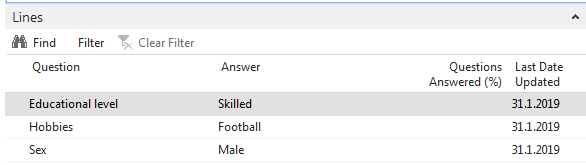 Lines
Find Filter Clear Filter
Question Answer Questions Answered (%) Last Date Updated
Educational level Skilled 31.1.2019
Hobbies Football 31.1.2019
Sex Male 31.1.2019